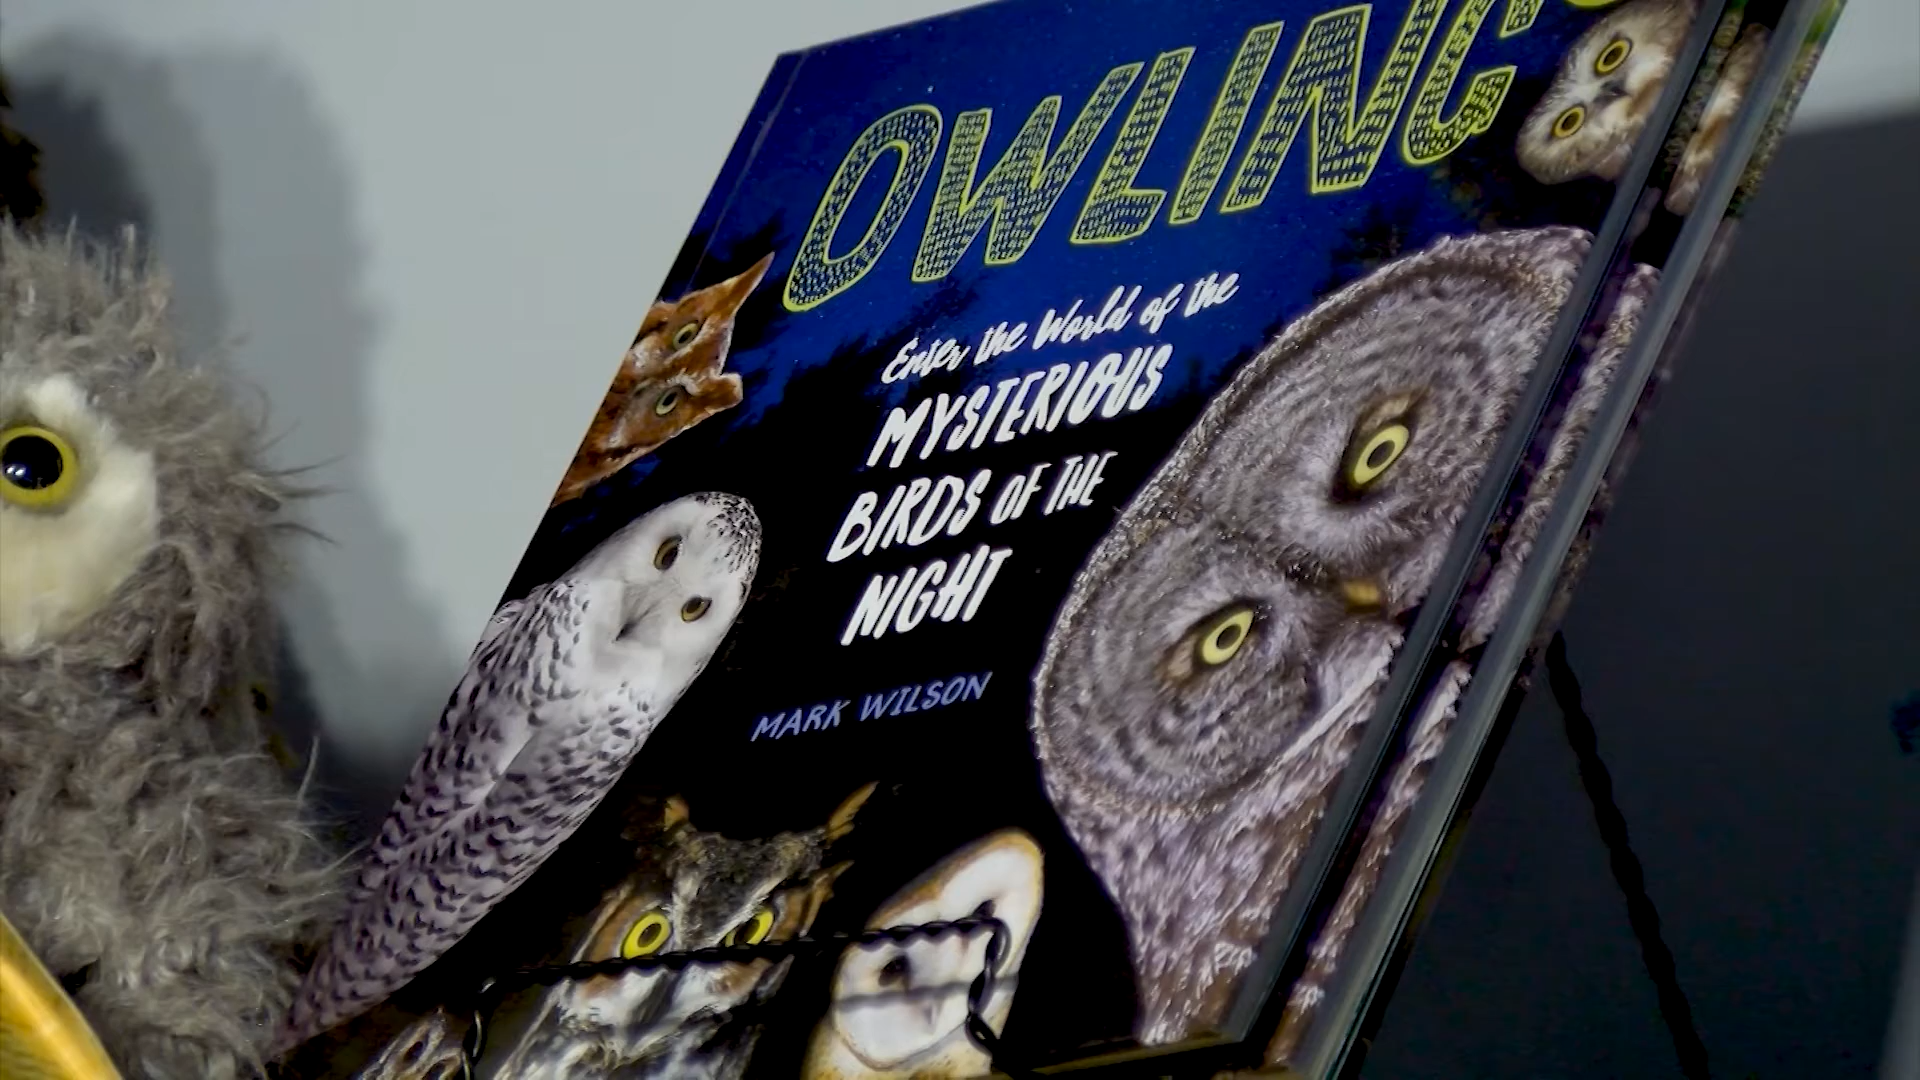 OWLING
Enter the World of the
MYSTERIOUS
BIRDS OF THE
NIGHT
MARK WILSON